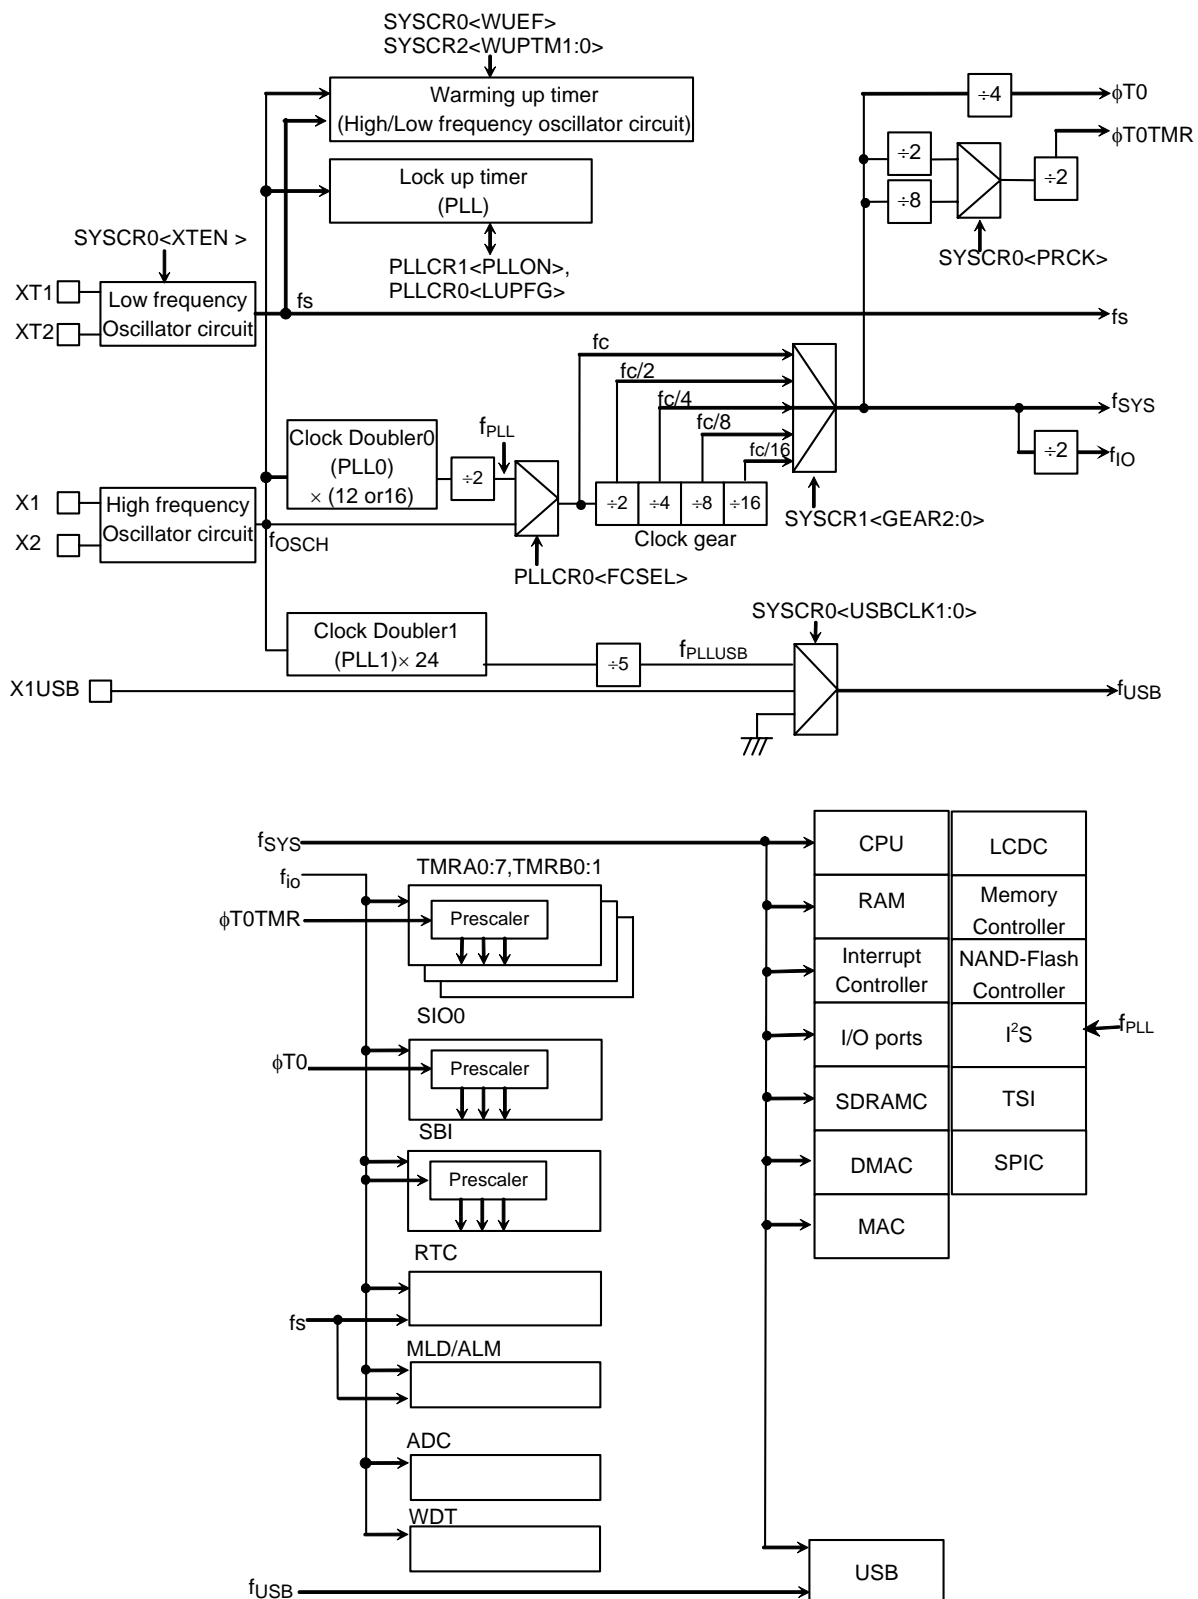 SYSCR0<WUEF>
SYSCR2<WUPTM1:0>
Warming up timer
(High/Low frequency oscillator circuit)
÷4
ϕT0
ϕT0TMR
÷2
÷8
÷2
Lock up timer
(PLL)
SYSCR0<XTEN >
SYSCR0<PRCK>
PLLCR1<PLLON>,
PLLCR0<LUPFG>
XT1
XT2
Low frequency
Oscillator circuit
fs
fs
fc
fc/2
fc/4
fc/8
fc/16
fSYS
÷2
fIO
Clock Doubler0
(PLL0)
× (12 or16)
÷2
fPLL
X1
X2
High frequency
Oscillator circuit
fOSCH
÷2
÷4
÷8
÷16
Clock gear
SYSCR1<GEAR2:0>
PLLCR0<FCSEL>
SYSCR0<USBCLK1:0>
Clock Doubler1
(PLL1)× 24
÷5
fPLLUSB
X1USB
fUSB
fSYS
fio
TMRA0:7,TMRB0:1
ϕT0TMR
Prescaler
SIO0
ϕT0
Prescaler
SBI
Prescaler
RTC
fs
MLD/ALM
ADC
WDT
fUSB
CPU
LCDC
RAM
Memory
Controller
Interrupt
Controller
NAND-Flash
Controller
I/O ports
I²S
fPLL
SDRAMC
TSI
DMAC
SPIC
MAC
USB